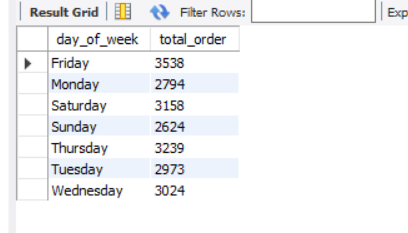 Result Grid Filter Rows: Exp
day_of_week total_order
Friday 3538
Monday 2794
Saturday 3158
Sunday 2624
Thursday 3239
Tuesday 2973
Wednesday 3024